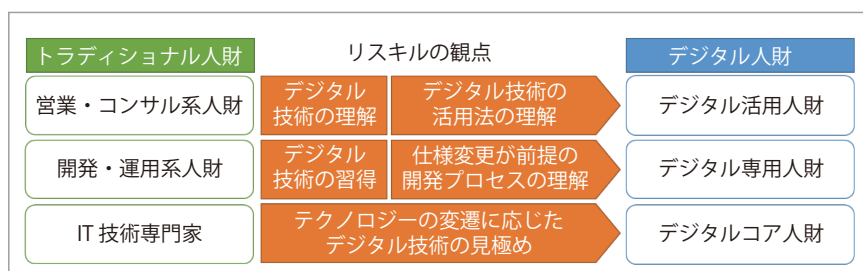 トラディショナル人財
リスキルの観点
デジタル人財
営業・コンサル系人財
デジタル
技術の理解
デジタル技術の
活用法の理解
デジタル活用人財
開発・運用系人財
デジタル
技術の習得
仕様変更が前提の
開発プロセスの理解
デジタル専用人財
IT 技術専門家
テクノロジーの変遷に応じた
デジタル技術の見極め
デジタルコア人財